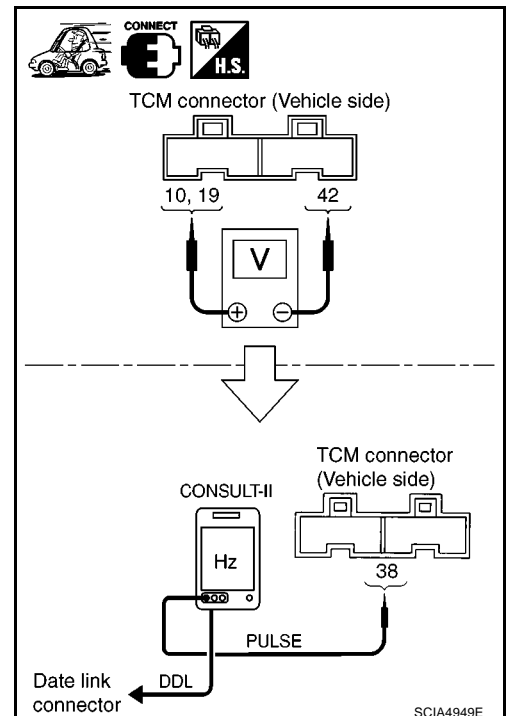 CONNECT
H.S.
TCM connector (Vehicle side)
10, 19
42
V
+
−
TCM connector
(Vehicle side)
CONSULT-II
Hz
38
PULSE
DDL
Date link
connector
SCIA4949E